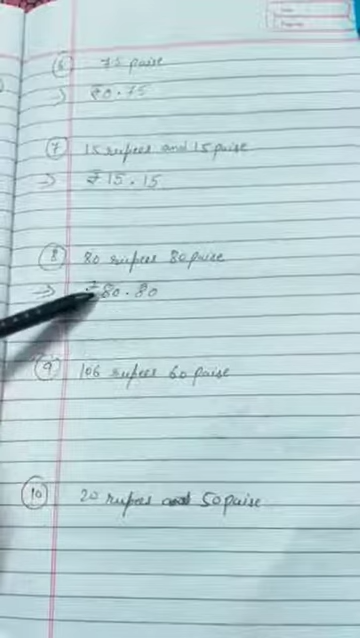 6 75 paise
⇒ ₹0.75
7 15 rupees and 15 paise
⇒ ₹15.15
8 80 rupees 80 paise
⇒ ₹80.80
9 106 rupees 60 paise
10 20 rupees and 50 paise